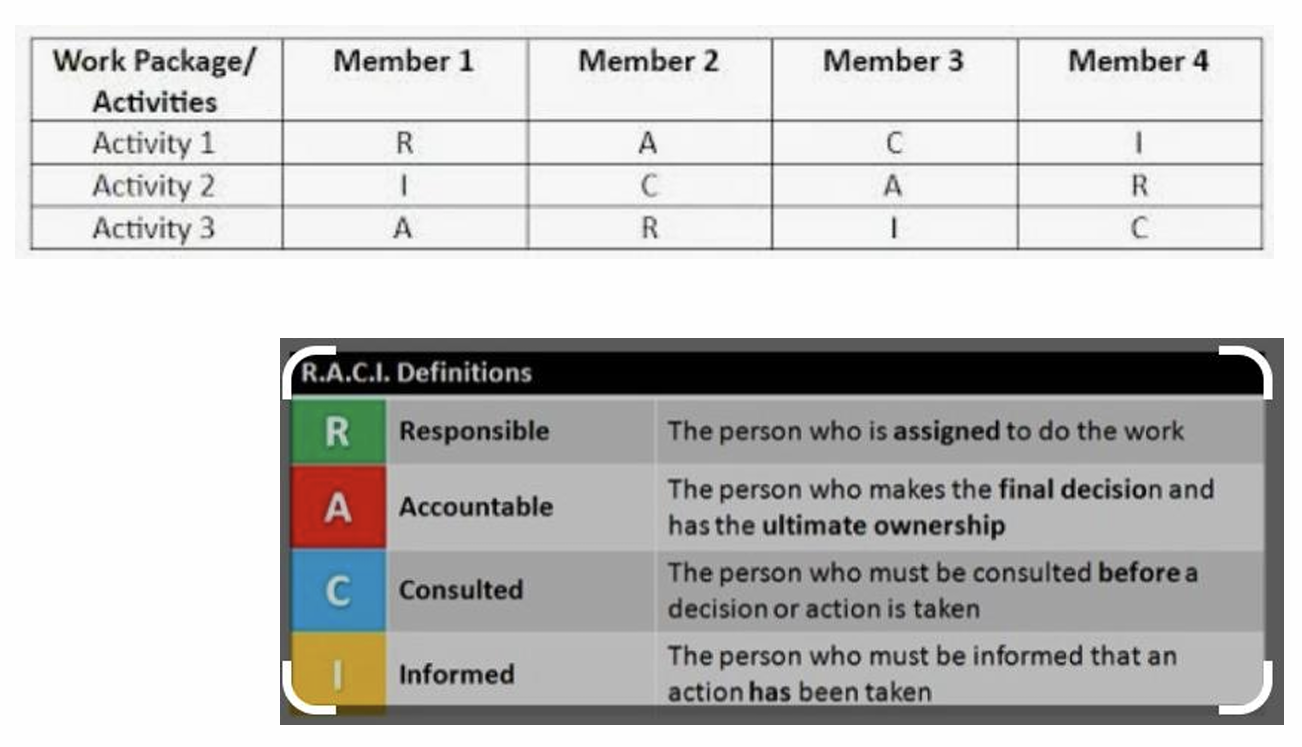 Work Package/ Member 1 Member 2 Member 3 Member 4
Activities
Activity 1 R A C I
Activity 2 I C A R
Activity 3 A R I C
R.A.C.I. Definitions
R Responsible The person who is assigned to do the work
A Accountable The person who makes the final decision and
has the ultimate ownership
C Consulted The person who must be consulted before a
decision or action is taken
I Informed The person who must be informed that an
action has been taken